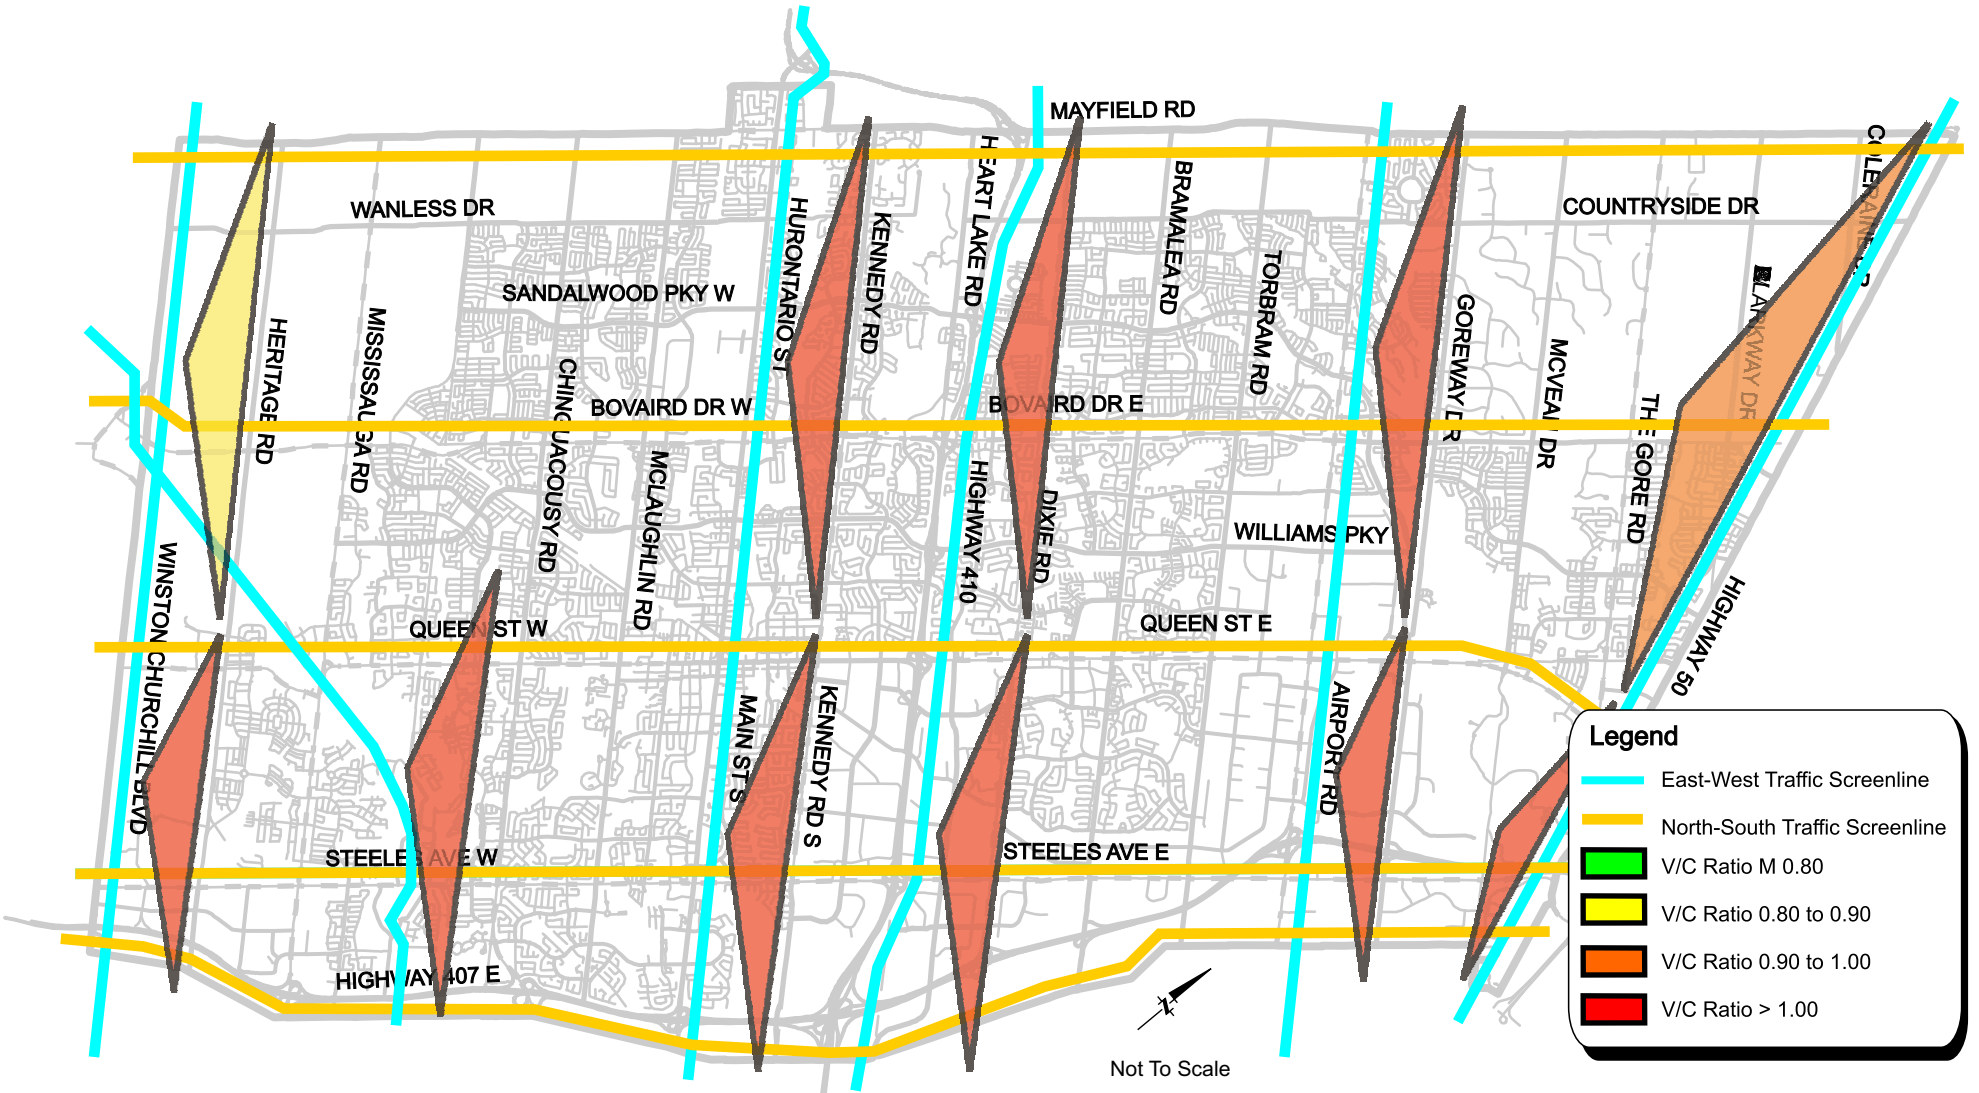 MAYFIELD RD
WANLESS DR
COUNTRYSIDE DR
SANDALWOOD PKY W
BOVAIRD DR W
BOVAIRD DR E
WILLIAMS PKY
QUEEN ST W
QUEEN ST E
STEELES AVE W
STEELES AVE E
HIGHWAY 407 E
WINSTON CHURCHILL BLVD
HERITAGE RD
MISSISSAUGA RD
CHINGUACOUSY RD
MCLAUGHLIN RD
HURONTARIO ST
MAIN ST S
KENNEDY RD
KENNEDY RD S
HEART LAKE RD
HIGHWAY 410
DIXIE RD
BRAMALEA RD
TORBRAM RD
AIRPORT RD
GOREWAY DR
MCVEAN DR
THE GORE RD
HIGHWAY 50
N
Not To Scale
Legend
East-West Traffic Screenline
North-South Traffic Screenline
V/C Ratio M 0.80
V/C Ratio 0.80 to 0.90
V/C Ratio 0.90 to 1.00
V/C Ratio > 1.00